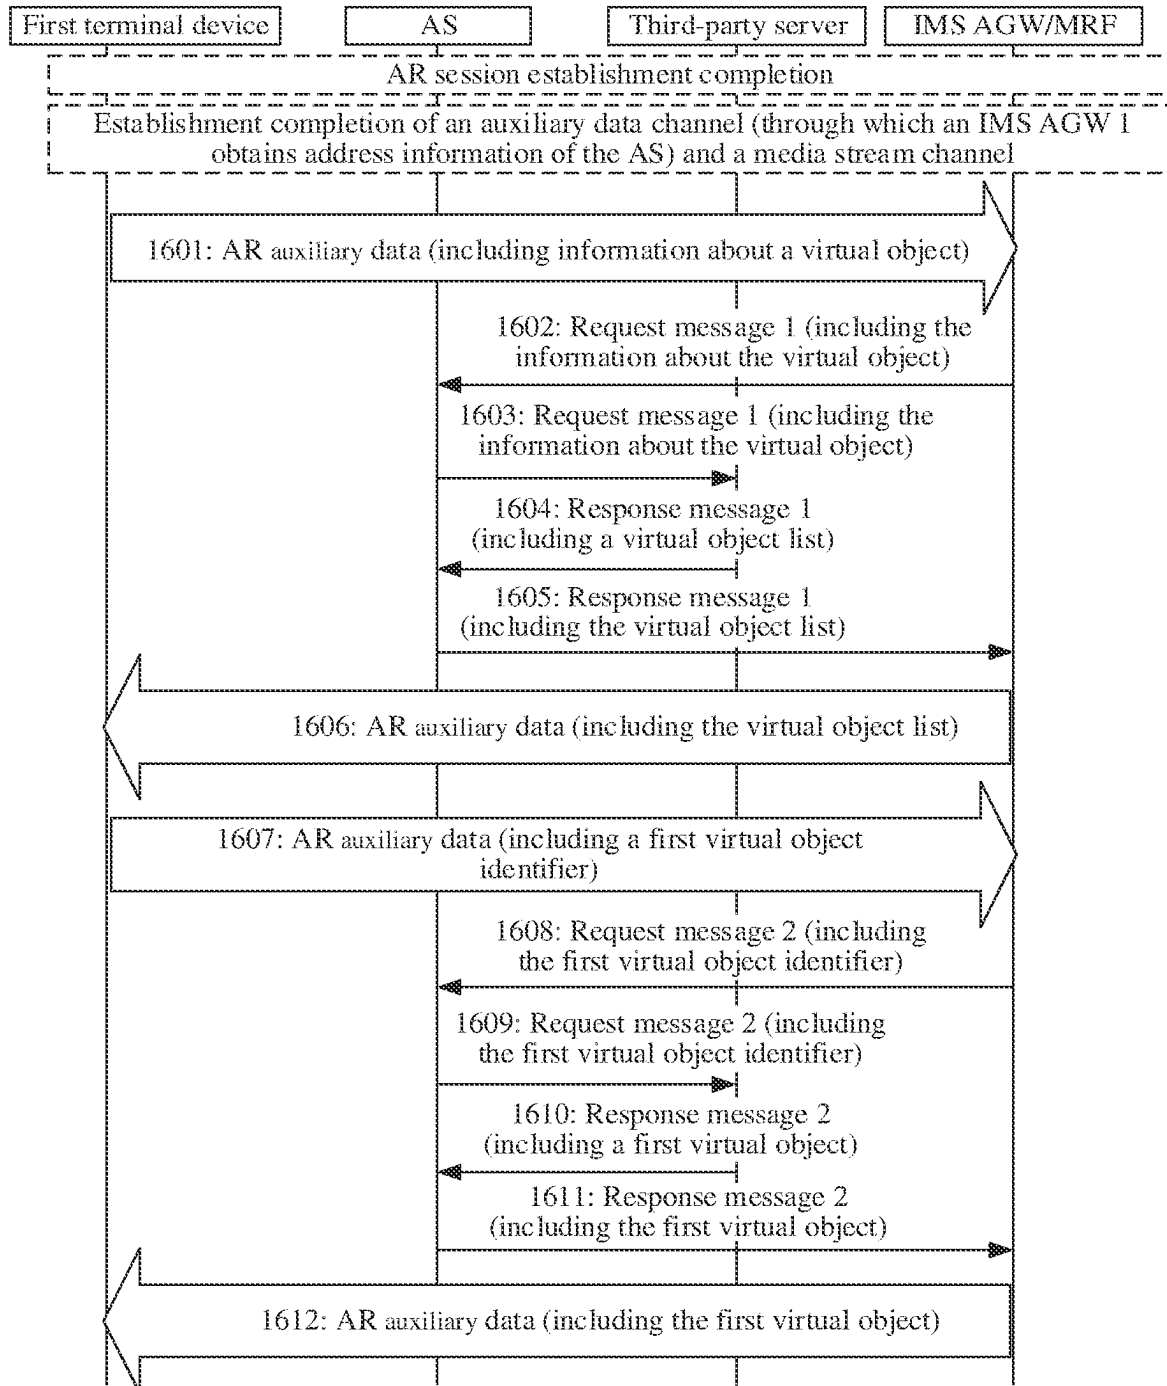 First terminal device
AS
Third-party server
IMS AGW/MRF
AR session establishment completion
Establishment completion of an auxiliary data channel (through which an IMS AGW 1
obtains address information of the AS) and a media stream channel
1601: AR auxiliary data (including information about a virtual object)
1602: Request message 1 (including the
information about the virtual object)
1603: Request message 1 (including the
information about the virtual object)
1604: Response message 1
(including a virtual object list)
1605: Response message 1
(including the virtual object list)
1606: AR auxiliary data (including the virtual object list)
1607: AR auxiliary data (including a first virtual object
identifier)
1608: Request message 2 (including
the first virtual object identifier)
1609: Request message 2 (including
the first virtual object identifier)
1610: Response message 2
(including a first virtual object)
1611: Response message 2
(including the first virtual object)
1612: AR auxiliary data (including the first virtual object)